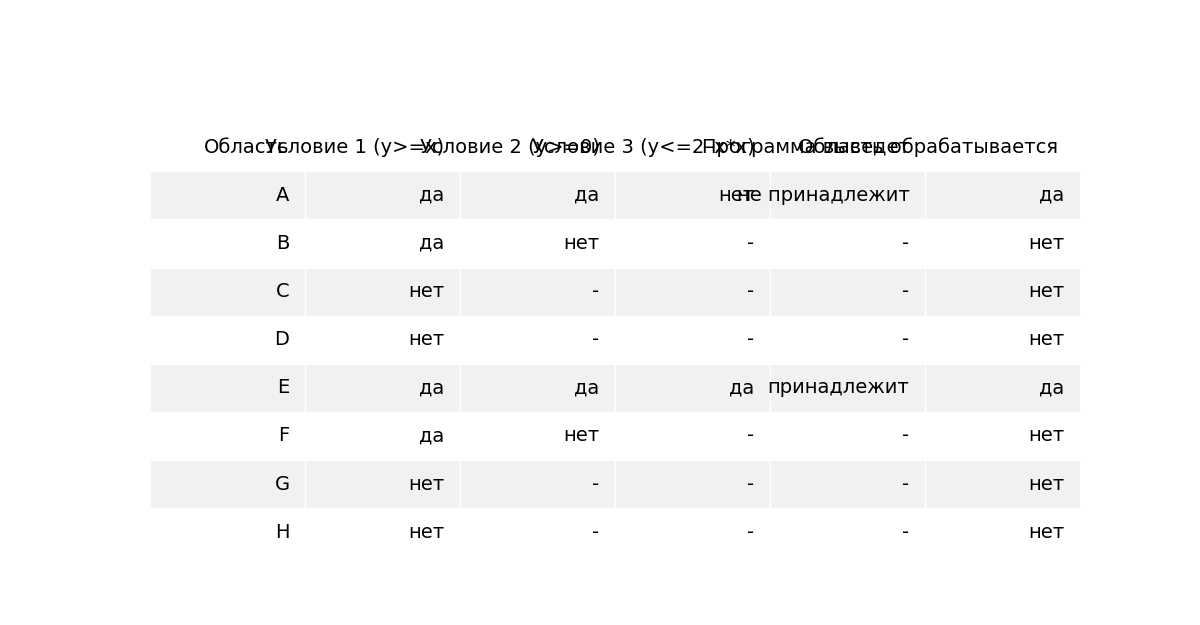 Область Условие 1 (y>=x) Условие 2 (y>=0) Условие 3 (y<=2-x*x) Программа выведет Область обрабатывается
A да да нет не принадлежит да
B да нет - - нет
C нет - - - нет
D нет - - - нет
E да да да принадлежит да
F да нет - - нет
G нет - - - нет
H нет - - - нет